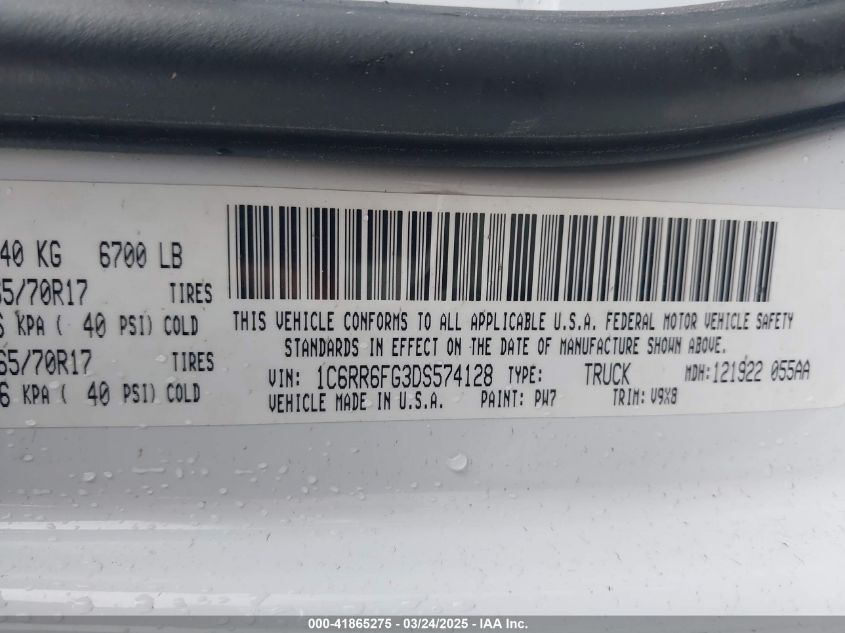 40 KG 6700 LB
65/70R17 TIRES
KPA ( 40 PSI) COLD
65/70R17 TIRES
6 KPA ( 40 PSI) COLD
THIS VEHICLE CONFORMS TO ALL APPLICABLE U.S.A. FEDERAL MOTOR VEHICLE SAFETY
STANDARDS IN EFFECT ON THE DATE OF MANUFACTURE SHOWN ABOVE.
VIN: 1C6RR6FG3DS574128 TYPE: TRUCK MDH: 121922 055AA
VEHICLE MADE IN U.S.A. PAINT: PW7 TRIM: V9X8
000-41865275 - 03/24/2025 - IAA Inc.